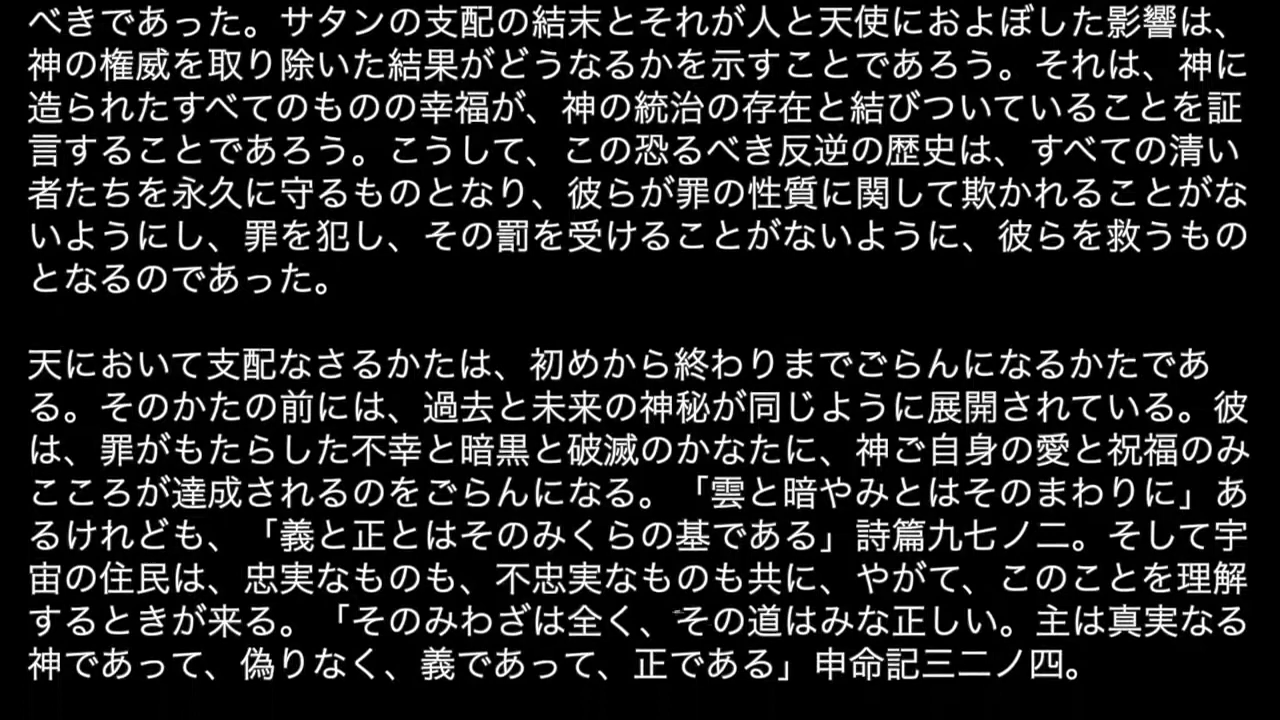 べきであった。サタンの支配の結末とそれが人と天使におよぼした影響は、
神の権威を取り除いた結果がどうなるかを示すことであろう。それは、神に
造られたすべてのものの幸福が、神の統治の存在と結びついていることを証
言することであろう。こうして、この恐るべき反逆の歴史は、すべての清い
者たちを永久に守るものとなり、彼らが罪の性質に関して欺かれることがな
いようにし、罪を犯し、その罰を受けることがないように、彼らを救うもの
となるのであった。
天において支配なさるかたは、初めから終わりまでごらんになるかたであ
る。そのかたの前には、過去と未来の神秘が同じように展開されている。彼
は、罪がもたらした不幸と暗黒と破滅のかなたに、神ご自身の愛と祝福のみ
こころが達成されるのをごらんになる。「雲と暗やみとはそのまわりに」あ
るけれども、「義と正とはそのみくらの基である」詩篇九七ノ二。そして宇
宙の住民は、忠実なものも、不忠実なものも共に、やがて、このことを理解
するときが来る。「そのみわざは全く、その道はみな正しい。主は真実なる
神であって、偽りなく、義であって、正である」申命記三二ノ四。